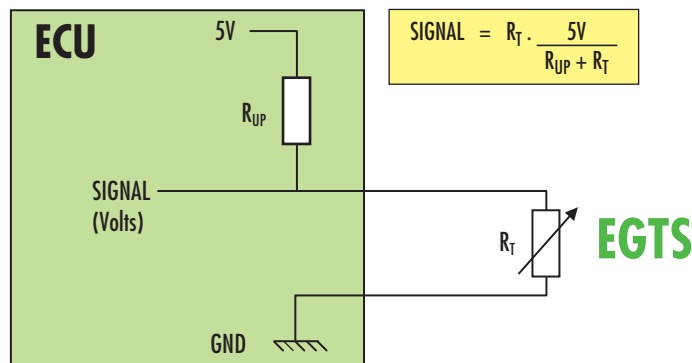 ECU
5V
SIGNAL = R_T . 5V
R_UP + R_T
R_UP
SIGNAL
(Volts)
R_T
EGTS
GND